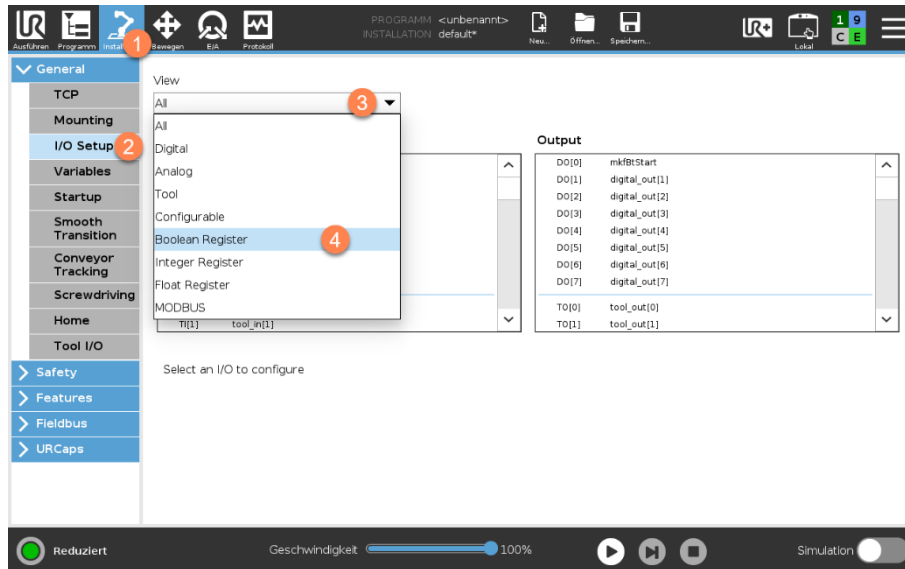 PROGRAMM <unbenannt>
INSTALLATION default*
Ausführen Programm Install 1 Bewegen E/A Protokoll Neu... Öffnen... Speichern... UR+ Lokal 1 9 C E
General
TCP
Mounting
I/O Setup 2
Variables
Startup
Smooth
Transition
Conveyor
Tracking
Screwdriving
Home
Tool I/O
Safety
Features
Fieldbus
URCaps
View
All 3
All
Digital
Analog
Tool
Configurable
Boolean Register 4
Integer Register
Float Register
MODBUS
TI[1] tool_in[1]
Output
DO[0] mkfBtStart
DO[1] digital_out[1]
DO[2] digital_out[2]
DO[3] digital_out[3]
DO[4] digital_out[4]
DO[5] digital_out[5]
DO[6] digital_out[6]
DO[7] digital_out[7]
TO[0] tool_out[0]
TO[1] tool_out[1]
Select an I/O to configure
Reduziert Geschwindigkeit 100% Simulation